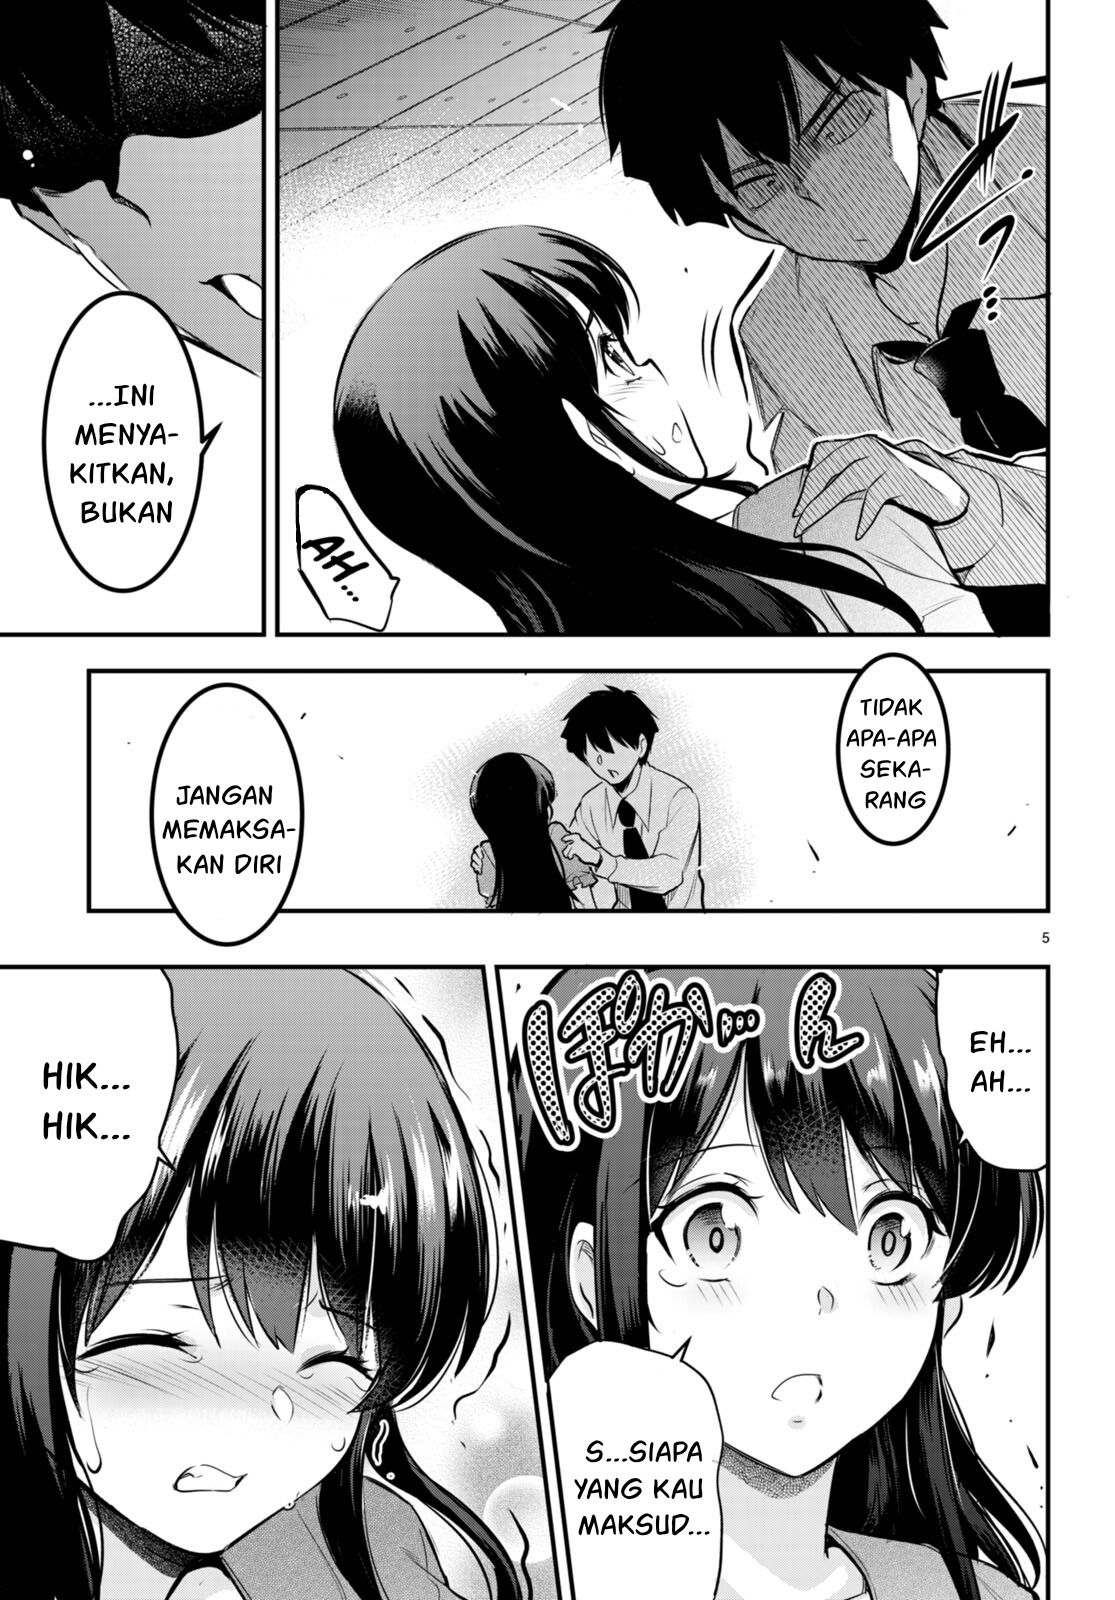 AH...
...INI
MENYA-
KITKAN,
BUKAN
TIDAK
APA-APA
SEKA-
RANG
JANGAN
MEMAKSA-
KAN DIRI
5
EH...
AH...
ぽか... ん
S...SIAPA
YANG KAU
MAKSUD...
HIK...
HIK...